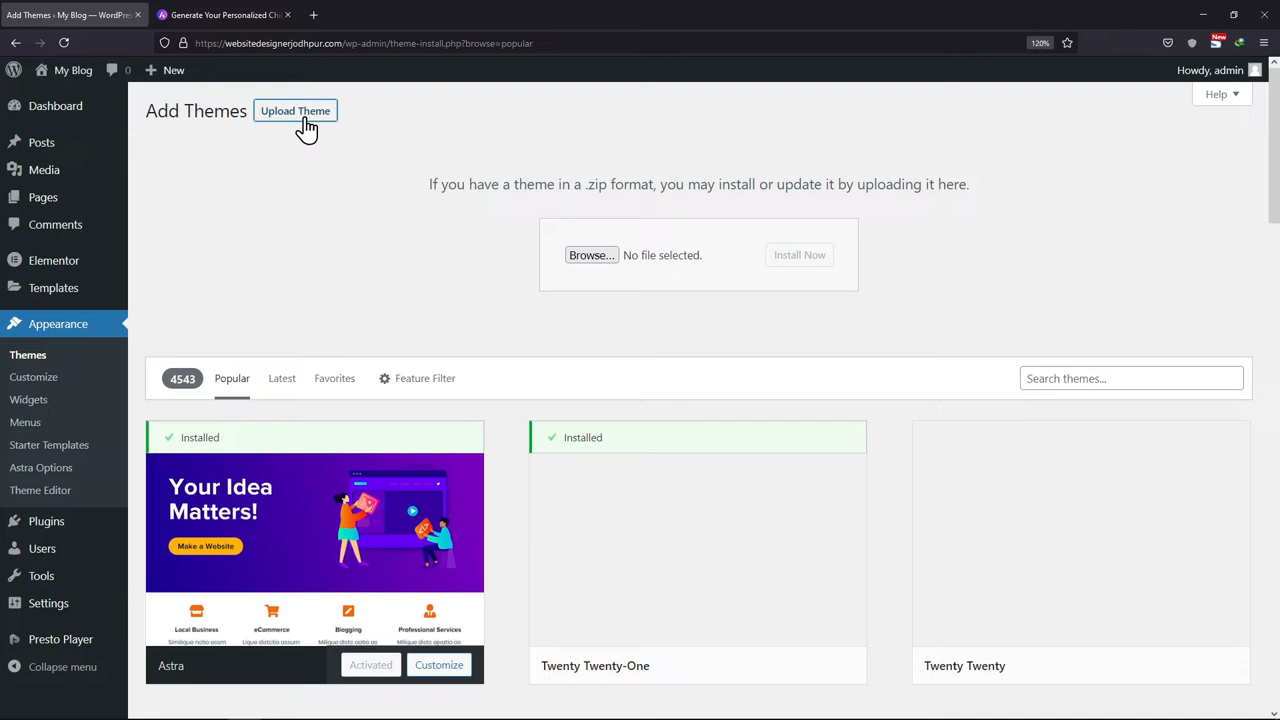 Add Themes ‹ My Blog — WordPre
Generate Your Personalized Chi
https://websitedesignerjodhpur.com/wp-admin/theme-install.php?browse=popular
120%
New
My Blog
0
New
Howdy, admin
Dashboard
Posts
Media
Pages
Comments
Elementor
Templates
Appearance
Themes
Customize
Widgets
Menus
Starter Templates
Astra Options
Theme Editor
Plugins
Users
Tools
Settings
Presto Player
Collapse menu
Help
Add Themes
Upload Theme
If you have a theme in a .zip format, you may install or update it by uploading it here.
Browse... No file selected.
Install Now
4543 Popular Latest Favorites Feature Filter
Search themes...
Installed
Your Idea
Matters!
Make a Website
Local Business
eCommerce
Blogging
Professional Services
Astra
Activated
Customize
Installed
Twenty Twenty-One
Twenty Twenty